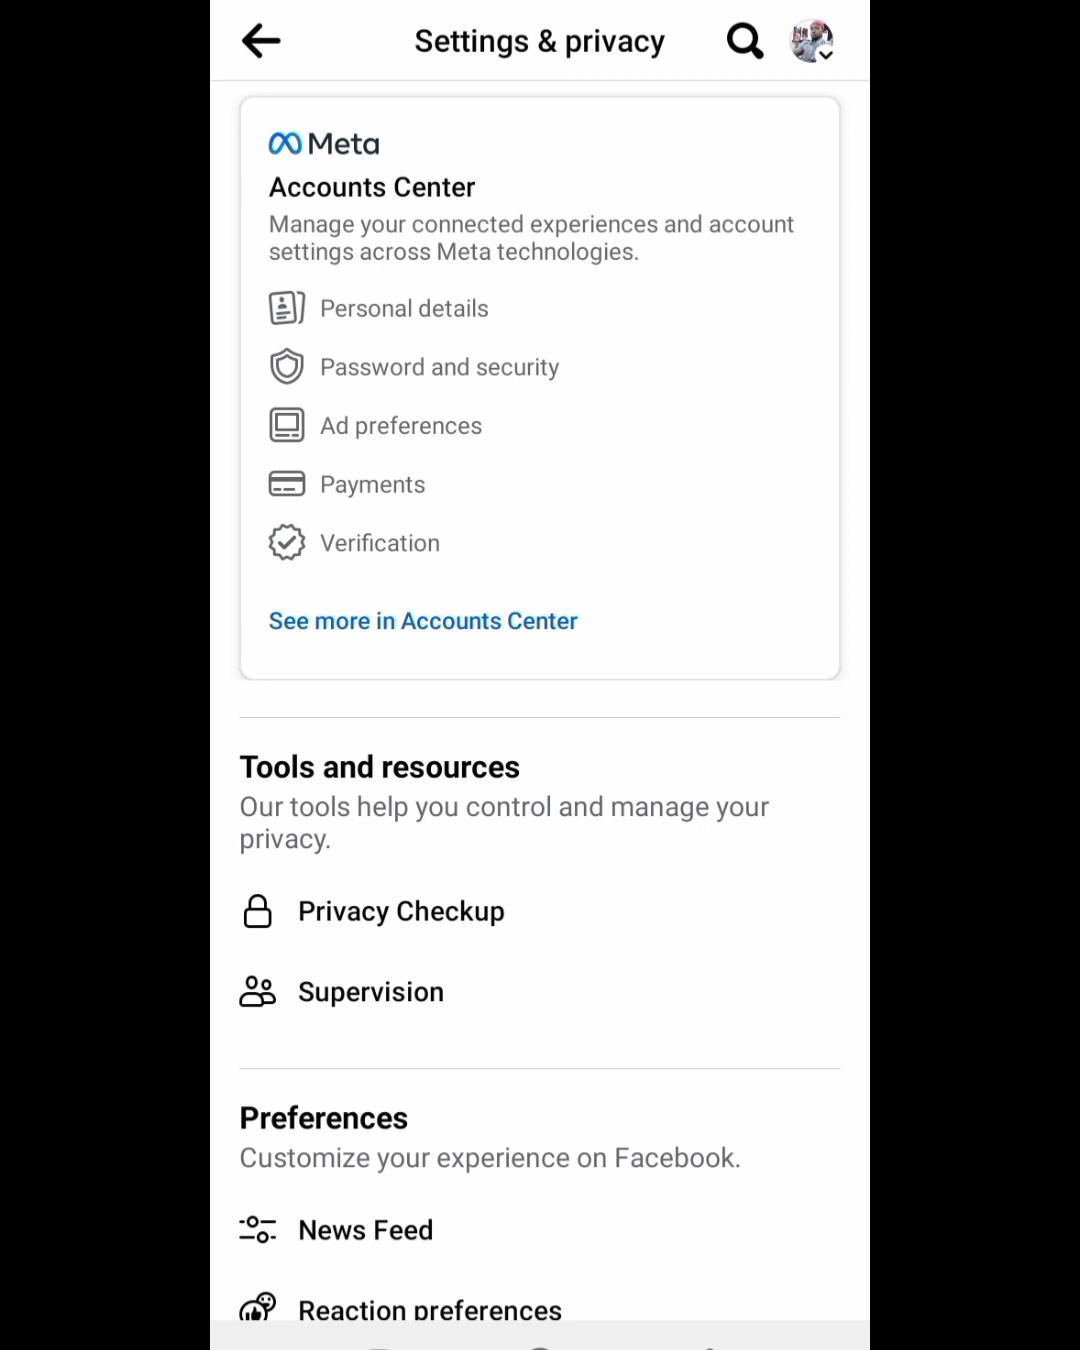 Settings & privacy
Meta
Accounts Center
Manage your connected experiences and account
settings across Meta technologies.
Personal details
Password and security
Ad preferences
Payments
Verification
See more in Accounts Center
Tools and resources
Our tools help you control and manage your
privacy.
Privacy Checkup
Supervision
Preferences
Customize your experience on Facebook.
News Feed
Reaction preferences